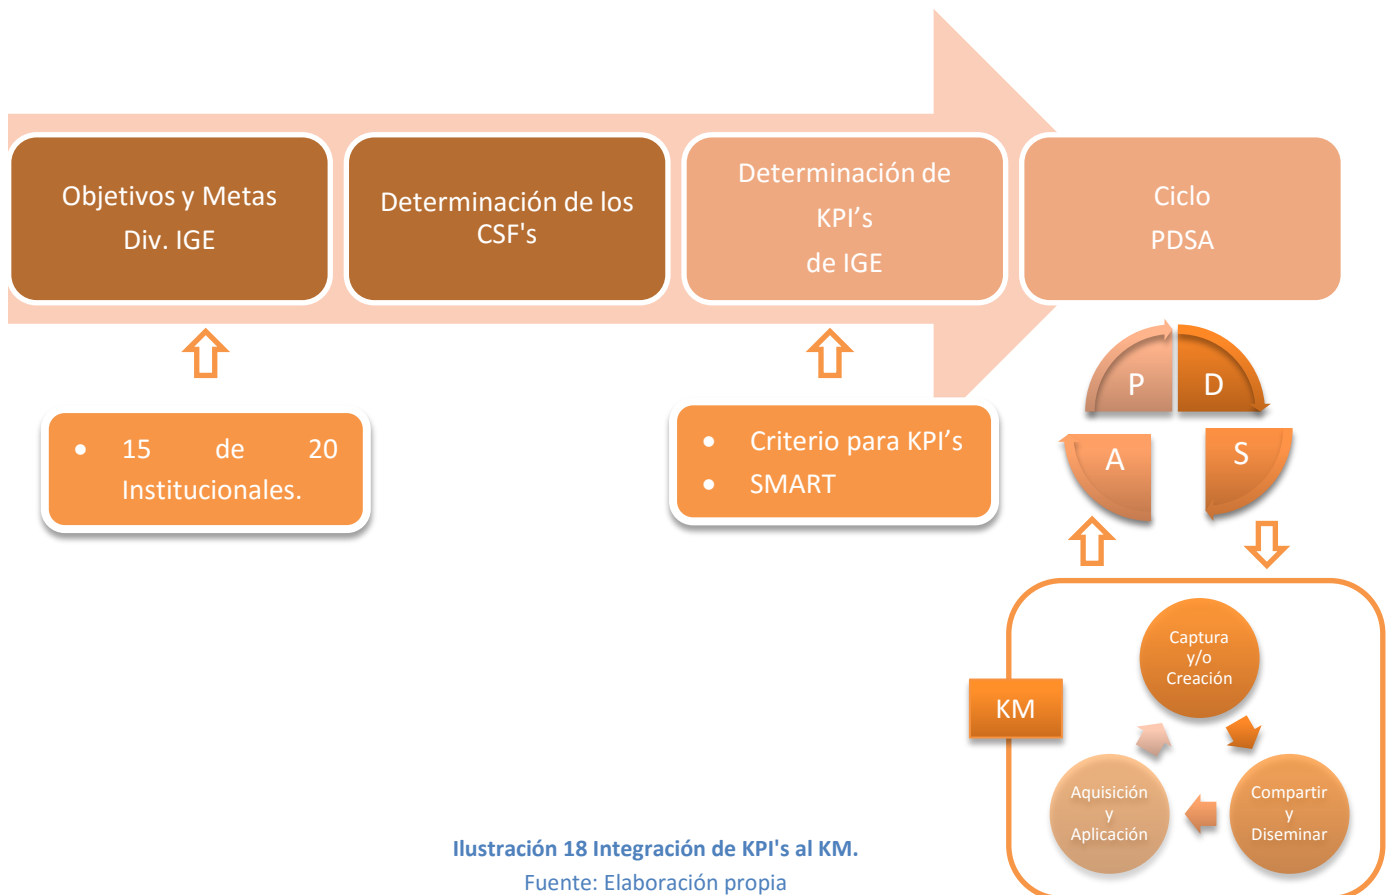 Objetivos y Metas
Div. IGE
Determinación de los
CSF's
Determinación de
KPI’s
de IGE
Ciclo
PDSA
• 15 de 20
Institucionales.
• Criterio para KPI’s
• SMART
P
D
A
S
KM
Captura
y/o
Creación
Aquisición
y
Aplicación
Compartir
y
Diseminar
Ilustración 18 Integración de KPI's al KM.
Fuente: Elaboración propia